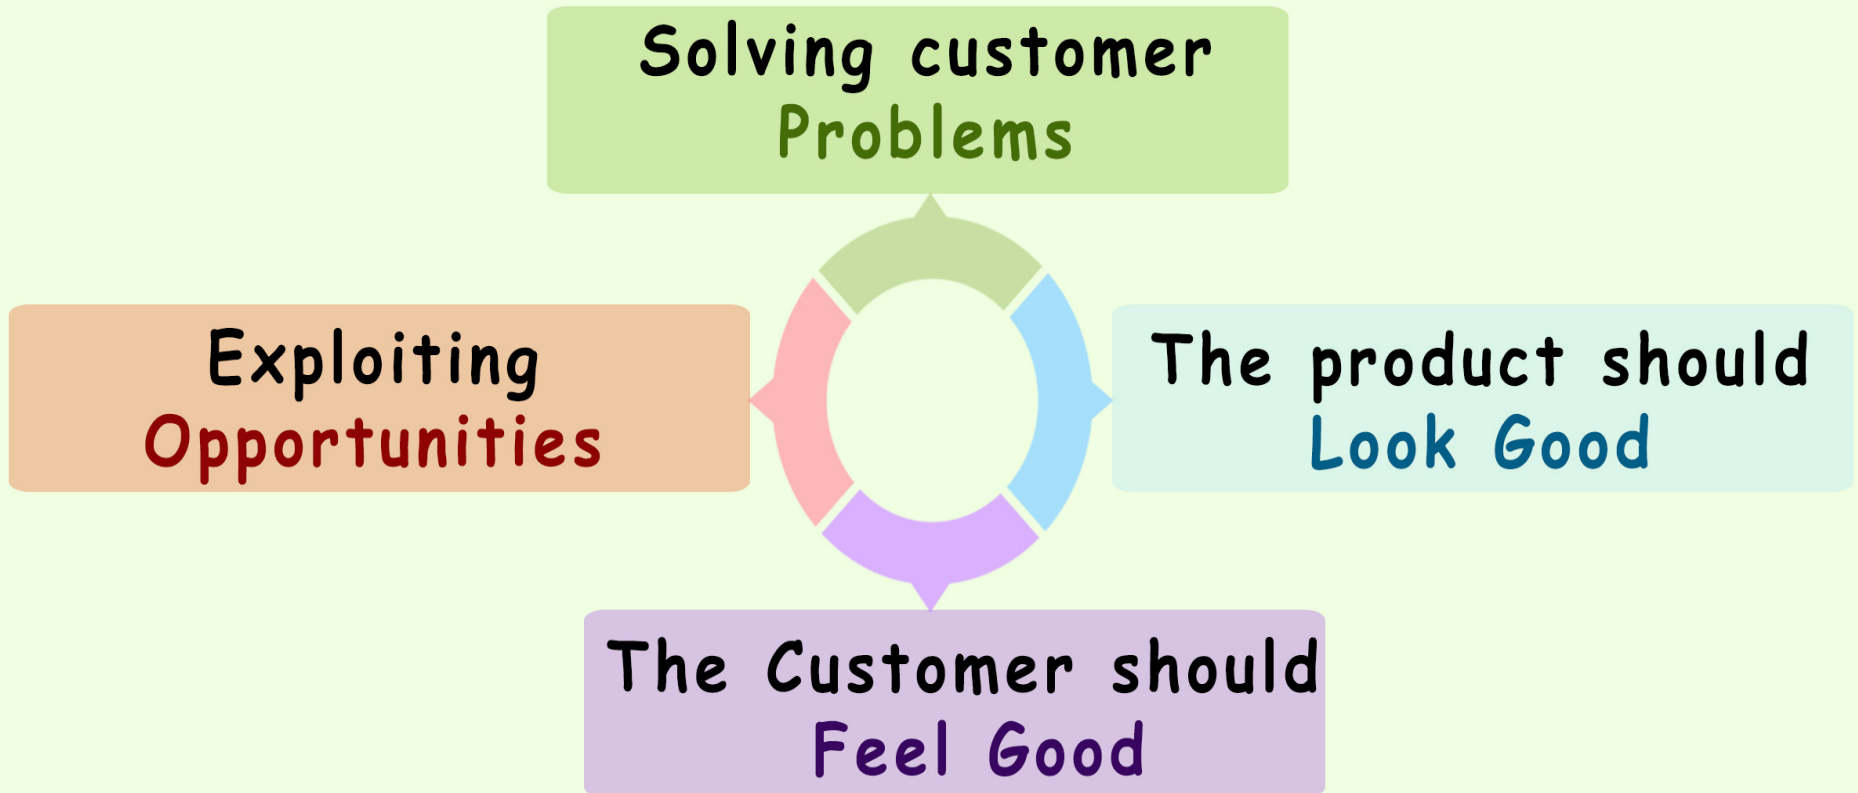 Solving customer
Problems
Exploiting
Opportunities
The product should
Look Good
The Customer should
Feel Good